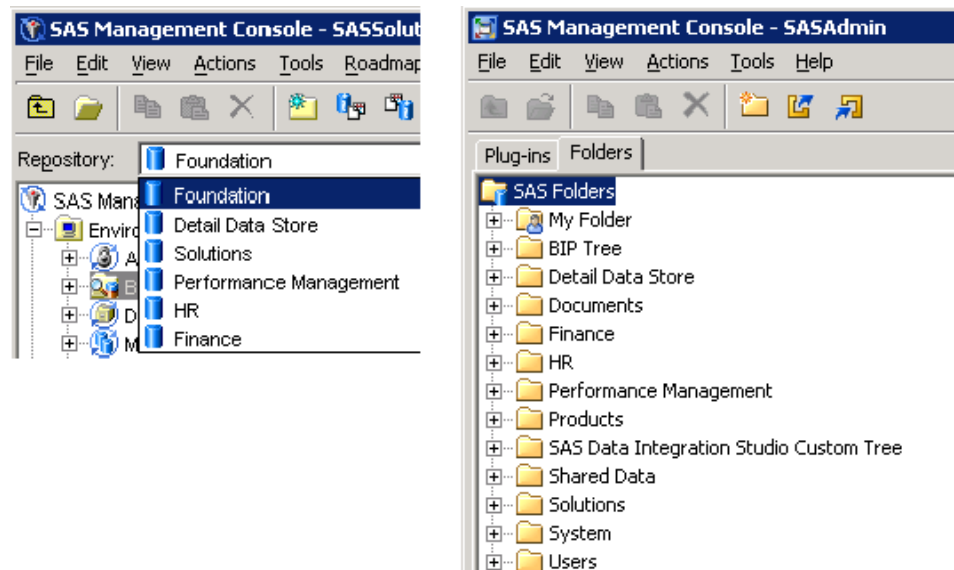 SAS Management Console - SASSolut
File Edit View Actions Tools Roadmap
Repository: Foundation
Foundation
Detail Data Store
Solutions
Performance Management
HR
Finance
SAS Mana
Enviro
A
B
D
M
SAS Management Console - SASAdmin
File Edit View Actions Tools Help
Plug-ins Folders
SAS Folders
My Folder
BIP Tree
Detail Data Store
Documents
Finance
HR
Performance Management
Products
SAS Data Integration Studio Custom Tree
Shared Data
Solutions
System
Users